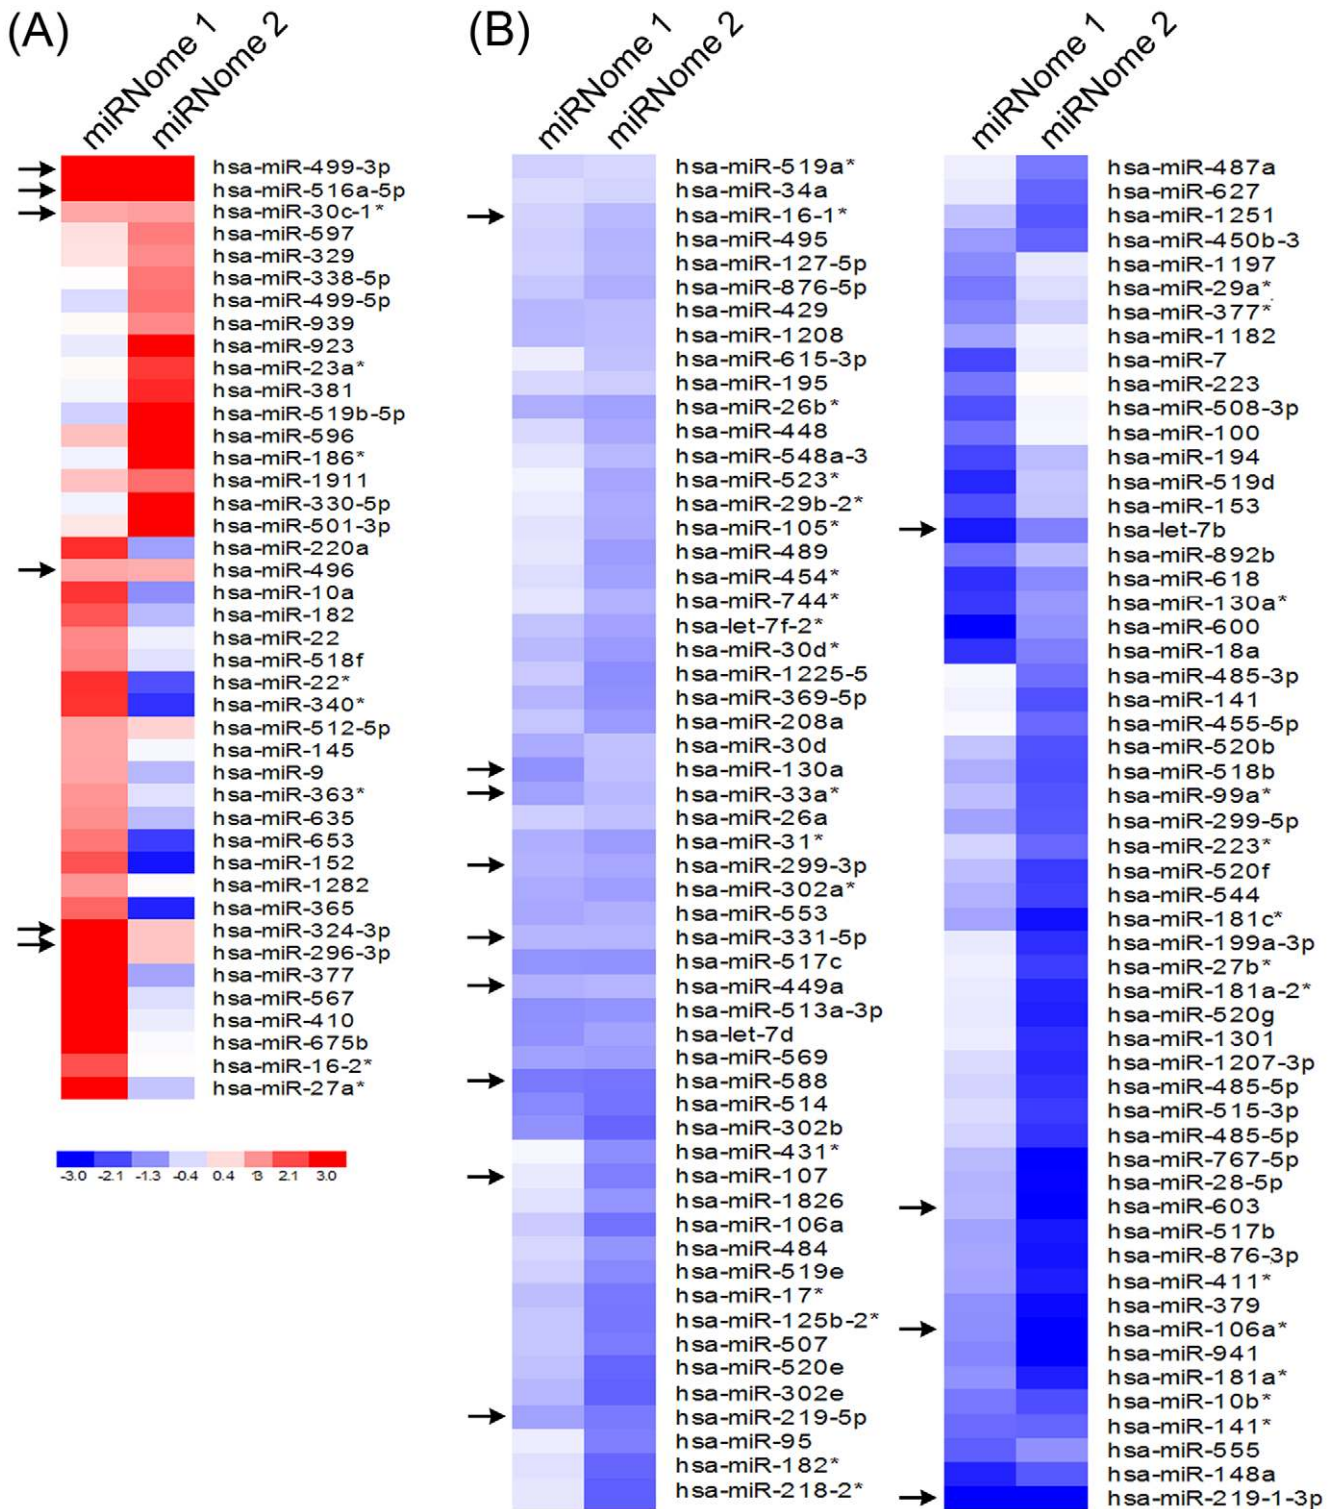 (A)
miRNome 1
miRNome 2
hsa-miR-499-3p
hsa-miR-516a-5p
hsa-miR-30c-1*
hsa-miR-597
hsa-miR-329
hsa-miR-338-5p
hsa-miR-499-5p
hsa-miR-939
hsa-miR-923
hsa-miR-23a*
hsa-miR-381
hsa-miR-519b-5p
hsa-miR-596
hsa-miR-186*
hsa-miR-1911
hsa-miR-330-5p
hsa-miR-501-3p
hsa-miR-220a
hsa-miR-496
hsa-miR-10a
hsa-miR-182
hsa-miR-22
hsa-miR-518f
hsa-miR-22*
hsa-miR-340*
hsa-miR-512-5p
hsa-miR-145
hsa-miR-9
hsa-miR-363*
hsa-miR-635
hsa-miR-653
hsa-miR-152
hsa-miR-1282
hsa-miR-365
hsa-miR-324-3p
hsa-miR-296-3p
hsa-miR-377
hsa-miR-567
hsa-miR-410
hsa-miR-675b
hsa-miR-16-2*
hsa-miR-27a*
-3.0 -2.1 -1.3 -0.4 0.4 13 2.1 3.0
(B)
miRNome 1
miRNome 2
hsa-miR-519a*
hsa-miR-34a
hsa-miR-16-1*
hsa-miR-495
hsa-miR-127-5p
hsa-miR-876-5p
hsa-miR-429
hsa-miR-1208
hsa-miR-615-3p
hsa-miR-195
hsa-miR-26b*
hsa-miR-448
hsa-miR-548a-3
hsa-miR-523*
hsa-miR-29b-2*
hsa-miR-105*
hsa-miR-489
hsa-miR-454*
hsa-miR-744*
hsa-let-7f-2*
hsa-miR-30d*
hsa-miR-1225-5
hsa-miR-369-5p
hsa-miR-208a
hsa-miR-30d
hsa-miR-130a
hsa-miR-33a*
hsa-miR-26a
hsa-miR-31*
hsa-miR-299-3p
hsa-miR-302a*
hsa-miR-553
hsa-miR-331-5p
hsa-miR-517c
hsa-miR-449a
hsa-miR-513a-3p
hsa-let-7d
hsa-miR-569
hsa-miR-588
hsa-miR-514
hsa-miR-302b
hsa-miR-431*
hsa-miR-107
hsa-miR-1826
hsa-miR-106a
hsa-miR-484
hsa-miR-519e
hsa-miR-17*
hsa-miR-125b-2*
hsa-miR-507
hsa-miR-520e
hsa-miR-302e
hsa-miR-219-5p
hsa-miR-95
hsa-miR-182*
hsa-miR-218-2*
miRNome 1
miRNome 2
hsa-miR-487a
hsa-miR-627
hsa-miR-1251
hsa-miR-450b-3
hsa-miR-1197
hsa-miR-29a*
hsa-miR-377*
hsa-miR-1182
hsa-miR-7
hsa-miR-223
hsa-miR-508-3p
hsa-miR-100
hsa-miR-194
hsa-miR-519d
hsa-miR-153
hsa-let-7b
hsa-miR-892b
hsa-miR-618
hsa-miR-130a*
hsa-miR-600
hsa-miR-18a
hsa-miR-485-3p
hsa-miR-141
hsa-miR-455-5p
hsa-miR-520b
hsa-miR-518b
hsa-miR-99a*
hsa-miR-299-5p
hsa-miR-223*
hsa-miR-520f
hsa-miR-544
hsa-miR-181c*
hsa-miR-199a-3p
hsa-miR-27b*
hsa-miR-181a-2*
hsa-miR-520g
hsa-miR-1301
hsa-miR-1207-3p
hsa-miR-485-5p
hsa-miR-515-3p
hsa-miR-485-5p
hsa-miR-767-5p
hsa-miR-28-5p
hsa-miR-603
hsa-miR-517b
hsa-miR-876-3p
hsa-miR-411*
hsa-miR-379
hsa-miR-106a*
hsa-miR-941
hsa-miR-181a*
hsa-miR-10b*
hsa-miR-141*
hsa-miR-555
hsa-miR-148a
hsa-miR-219-1-3p